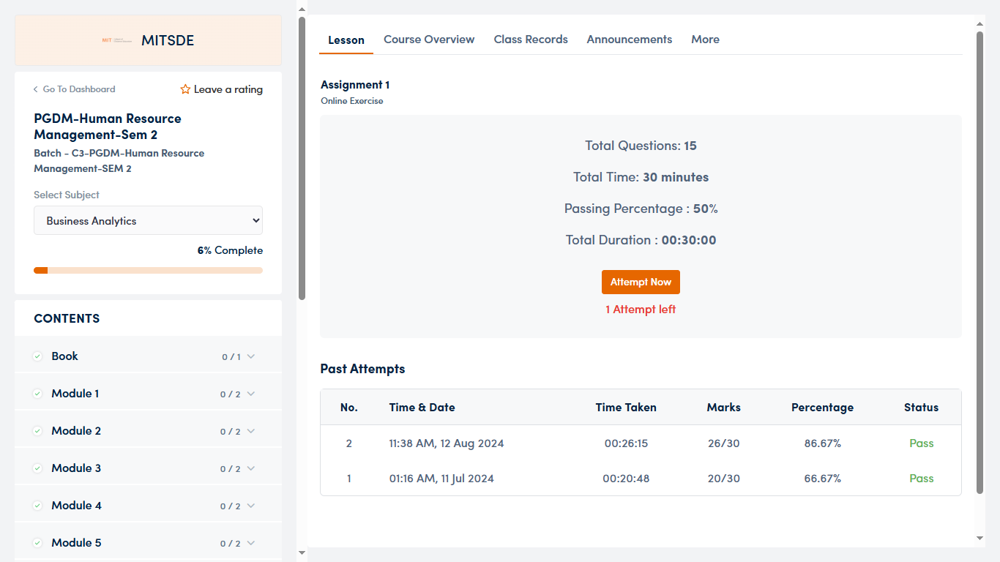 MIT
MITSDE
Go To Dashboard
Leave a rating
PGDM-Human Resource
Management-Sem 2
Batch - C3-PGDM-Human Resource
Management-SEM 2
Select Subject
Business Analytics
6% Complete
CONTENTS
Book 0 / 1
Module 1 0 / 2
Module 2 0 / 2
Module 3 0 / 2
Module 4 0 / 2
Module 5 0 / 2
Lesson Course Overview Class Records Announcements More
Assignment 1
Online Exercise
Total Questions: 15
Total Time: 30 minutes
Passing Percentage : 50%
Total Duration : 00:30:00
Attempt Now
1 Attempt left
Past Attempts
No. Time & Date Time Taken Marks Percentage Status
2 11:38 AM, 12 Aug 2024 00:26:15 26/30 86.67% Pass
1 01:16 AM, 11 Jul 2024 00:20:48 20/30 66.67% Pass